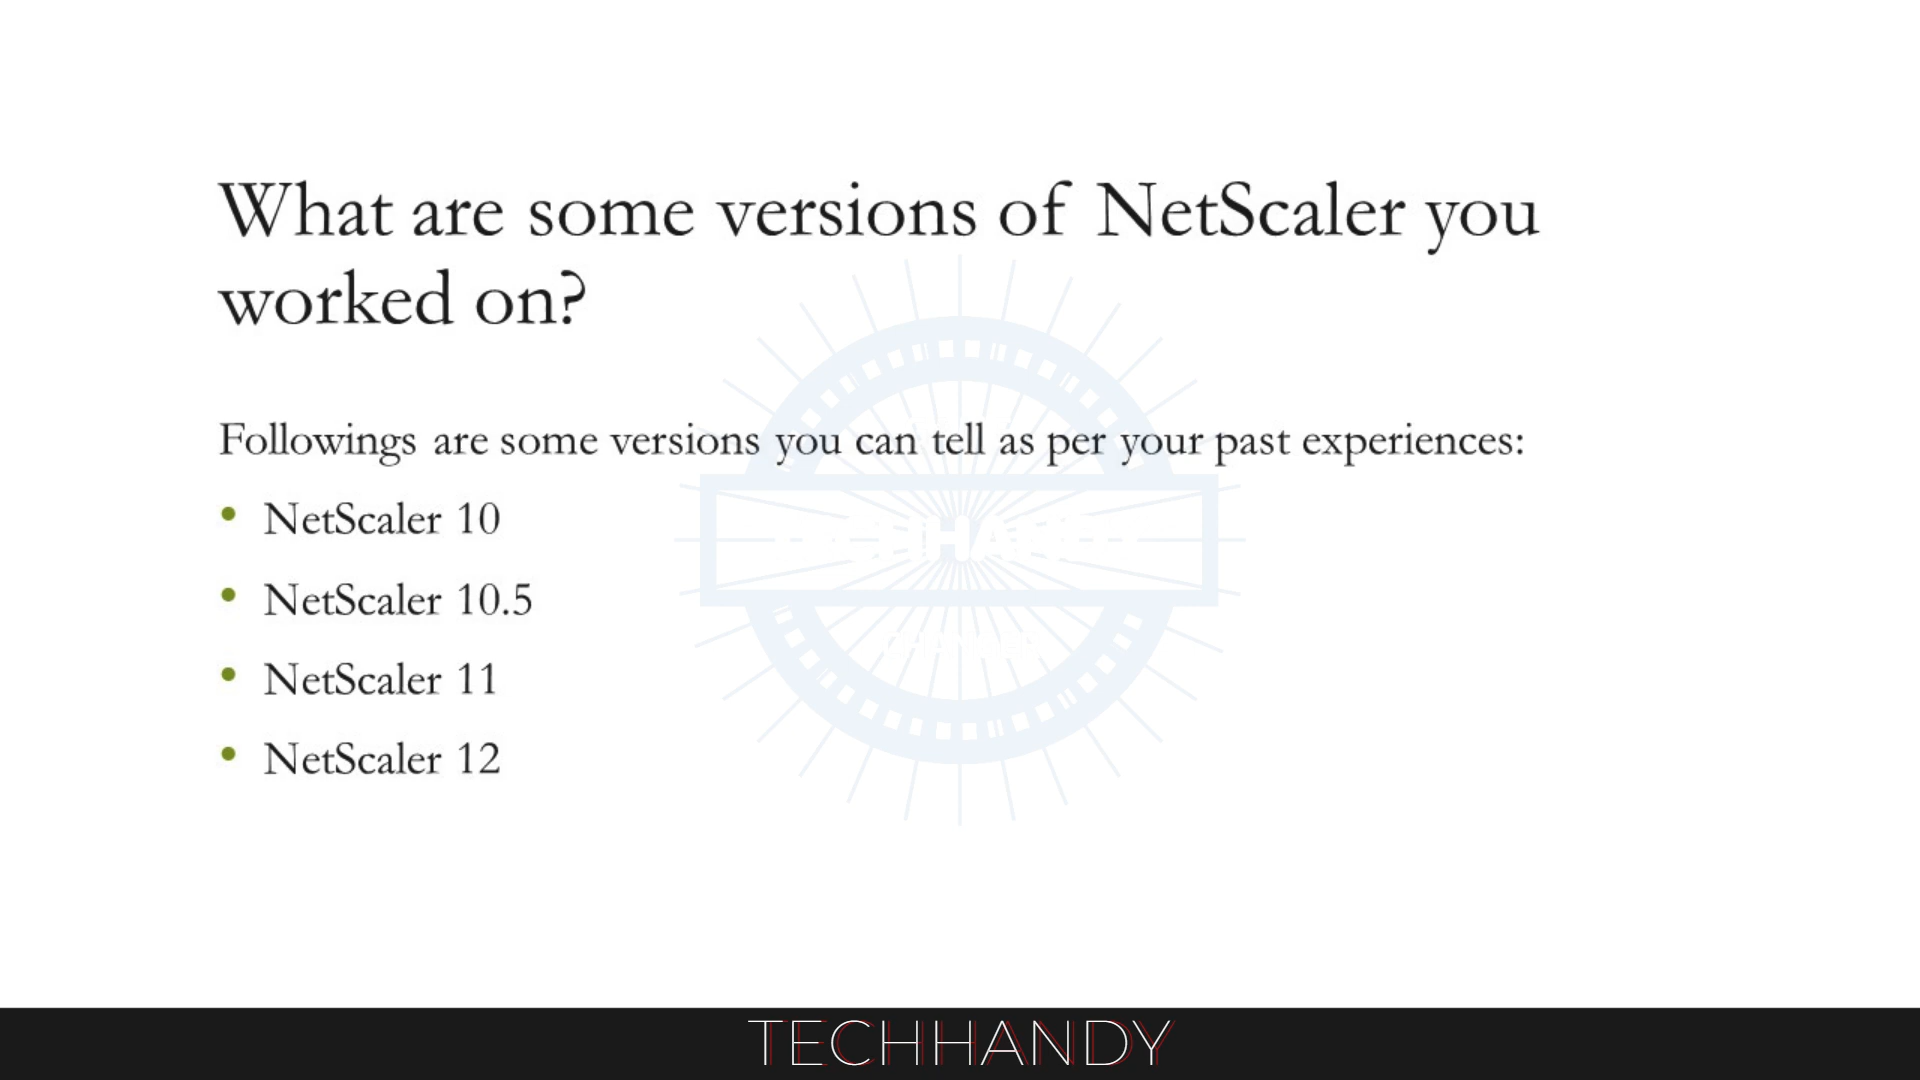 What are some versions of NetScaler you
worked on?
Followings are some versions you can tell as per your past experiences:
• NetScaler 10
• NetScaler 10.5
• NetScaler 11
• NetScaler 12
TECHHANDY